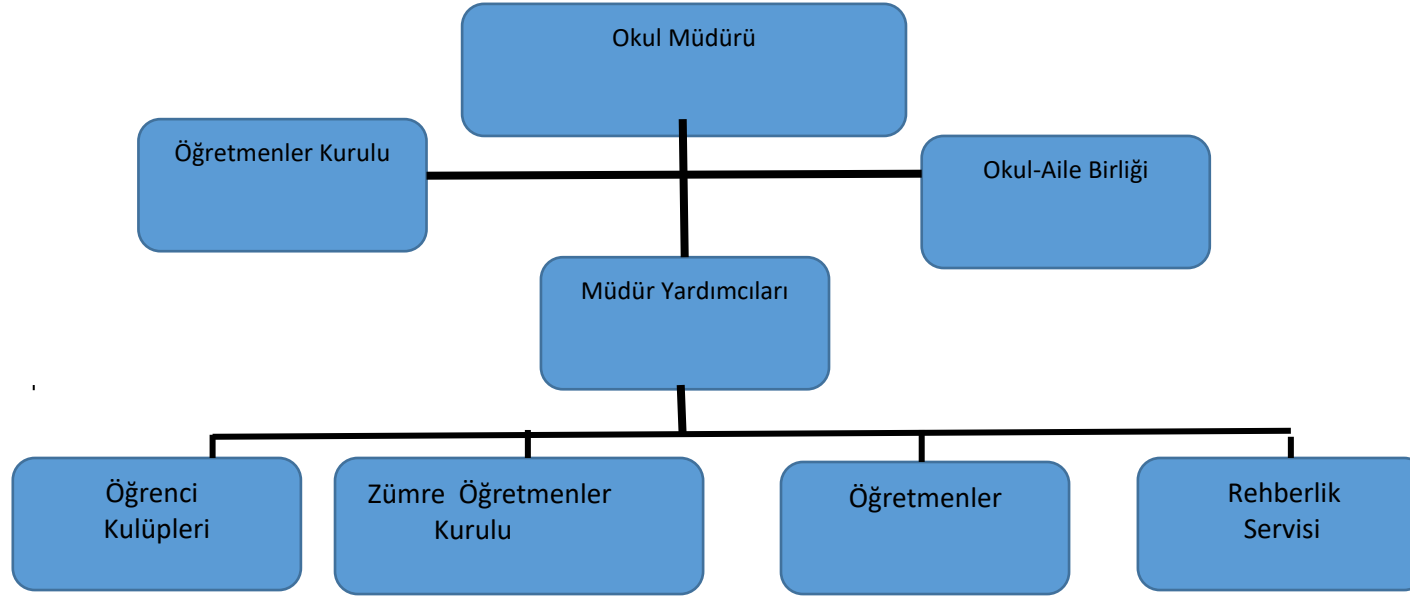 Okul Müdürü
Öğretmenler Kurulu
Okul-Aile Birliği
Müdür Yardımcıları
Öğrenci
Kulüpleri
Zümre Öğretmenler
Kurulu
Öğretmenler
Rehberlik
Servisi